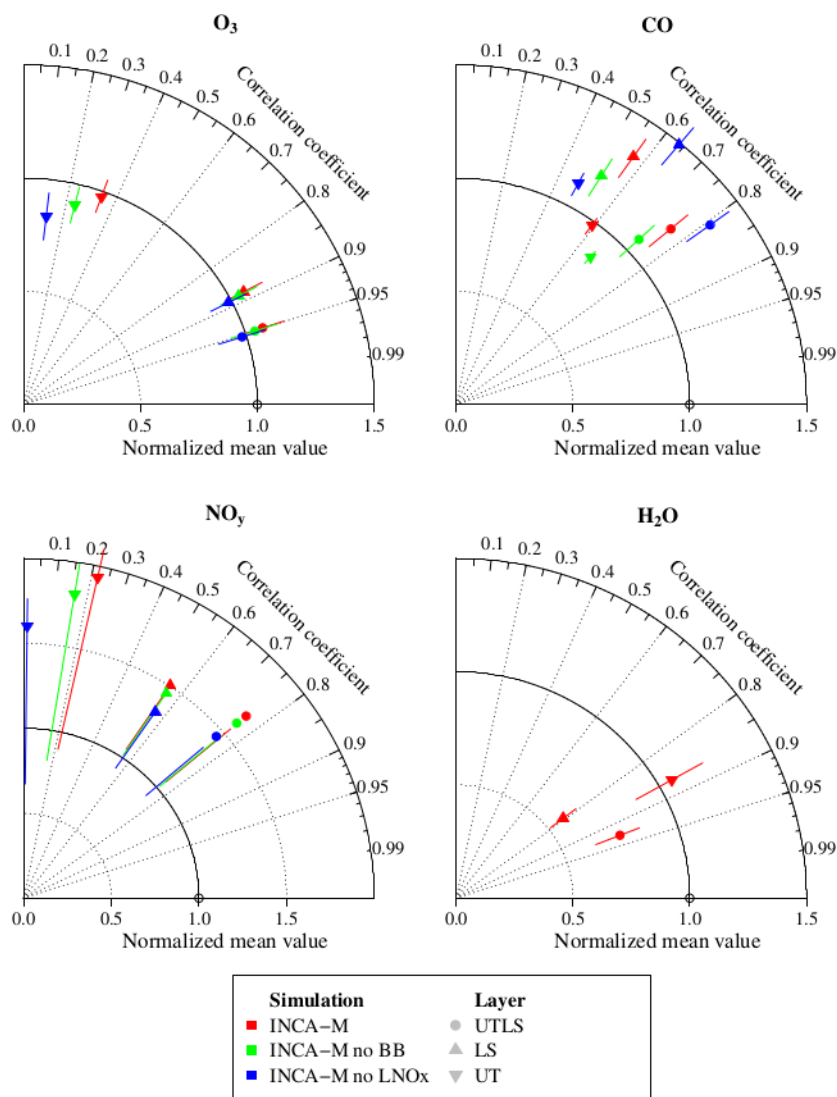 O₃
0.1 0.2 0.3 0.4 0.5 0.6 0.7 0.8 0.9 0.95 0.99
Correlation coefficient
0.0 0.5 1.0 1.5
Normalized mean value
CO
0.1 0.2 0.3 0.4 0.5 0.6 0.7 0.8 0.9 0.95 0.99
Correlation coefficient
0.0 0.5 1.0 1.5
Normalized mean value
NOy
0.1 0.2 0.3 0.4 0.5 0.6 0.7 0.8 0.9 0.95 0.99
Correlation coefficient
0.0 0.5 1.0 1.5
Normalized mean value
H₂O
0.1 0.2 0.3 0.4 0.5 0.6 0.7 0.8 0.9 0.95 0.99
Correlation coefficient
0.0 0.5 1.0 1.5
Normalized mean value
Simulation Layer
INCA−M UTLS
INCA−M no BB LS
INCA−M no LNOx UT